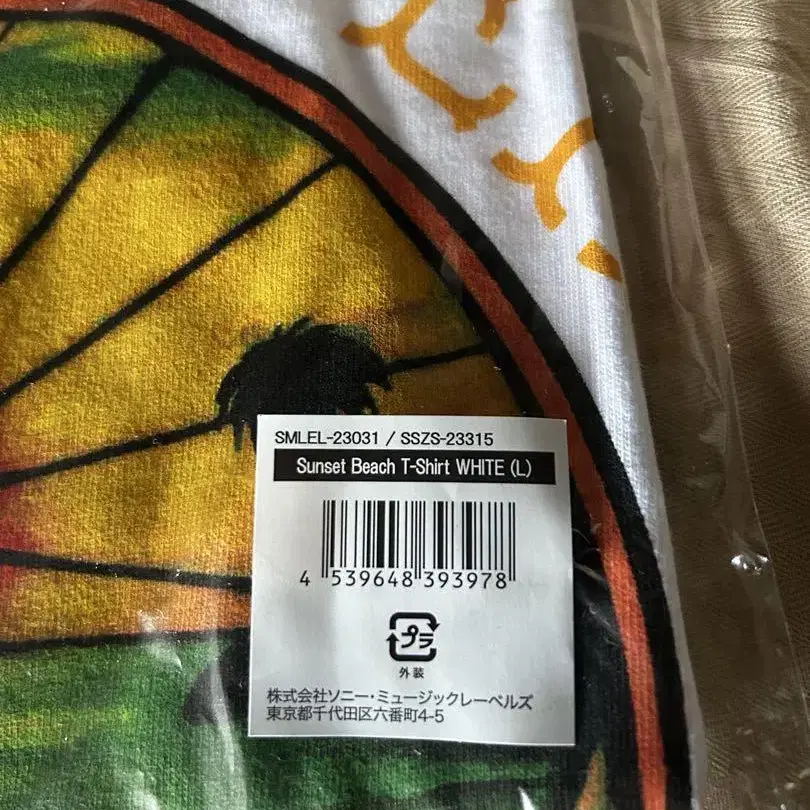 SMLEL-23031 / SSZS-23315
Sunset Beach T-Shirt WHITE (L)
4 539648 393978
プラ
外装
株式会社ソニー・ミュージックレーベルズ
東京都千代田区六番町4-5